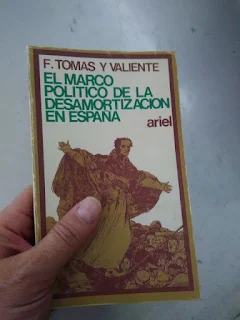 F. TOMAS Y VALIENTE
EL MARCO
POLITICO DE LA
DESAMORTIZACION
EN ESPAÑA
ariel